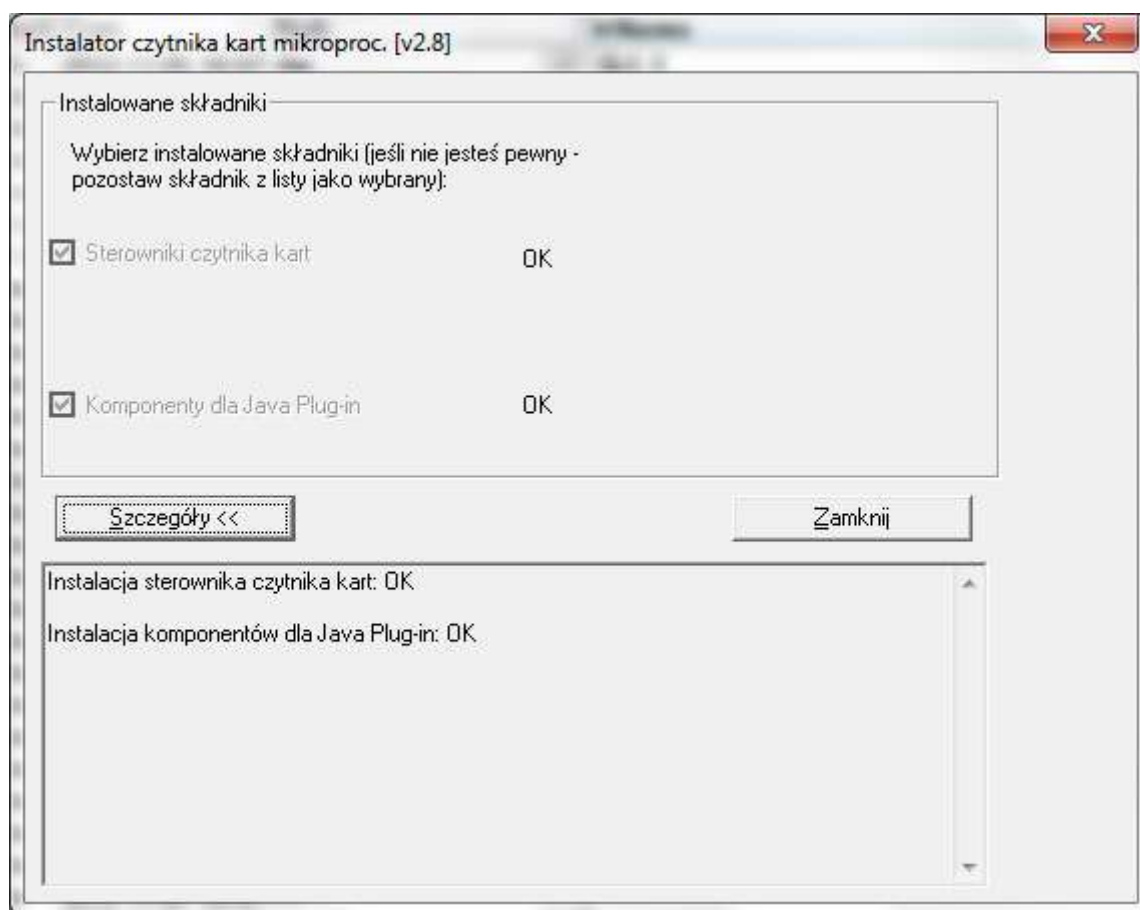 Instalator czytnika kart mikroproc. [v2.8]
Instalowane składniki
Wybierz instalowane składniki (jeśli nie jesteś pewny -
pozostaw składnik z listy jako wybrany):
Sterowniki czytnika kart OK
Komponenty dla Java Plug-in OK
Szczegóły << Zamknij
Instalacja sterownika czytnika kart: OK
Instalacja komponentów dla Java Plug-in: OK